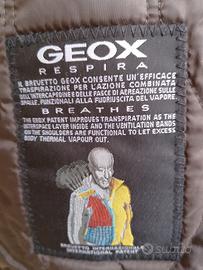 GEOX
RESPIRA
IL BREVETTO GEOX CONSENTE UN'EFFICACE
TRASPIRAZIONE PER L'AZIONE COMBINATA
DELL'INTERCAPEDINE E DELLE FASCE DI AEREAZIONE SULLE
SPALLE, FUNZIONALI ALLA FUORIUSCITA DEL VAPORE.
BREATHES
THE GEOX PATENT IMPROVES TRANSPIRATION AS THE
INTERSPACE LAYER INSIDE AND THE VENTILATION BANDS
ON THE SHOULDERS ARE FUNCTIONAL TO LET EXCESS
BODY THERMAL VAPOUR OUT.
BREVETTO INTERNAZIONALE
INTERNATIONAL PATENT
subito